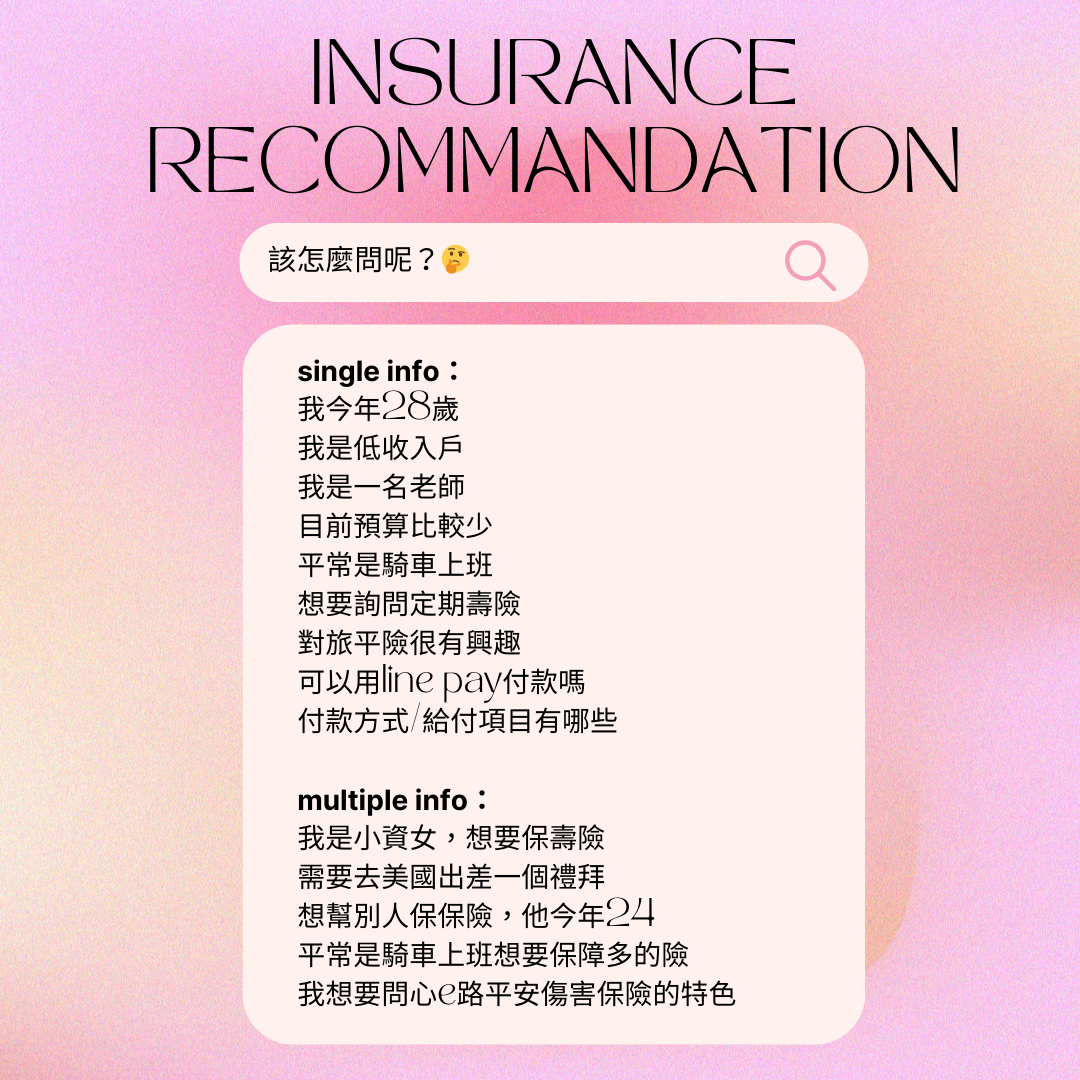 INSURANCE
RECOMMANDATION
該怎麼問呢？🤔
single info：
我今年28歲
我是低收入戶
我是一名老師
目前預算比較少
平常是騎車上班
想要詢問定期壽險
對旅平險很有興趣
可以用line pay付款嗎
付款方式/給付項目有哪些
multiple info：
我是小資女，想要保壽險
需要去美國出差一個禮拜
想幫別人保保險，他今年24
平常是騎車上班想要保障多的險
我想要問心e路平安傷害保險的特色